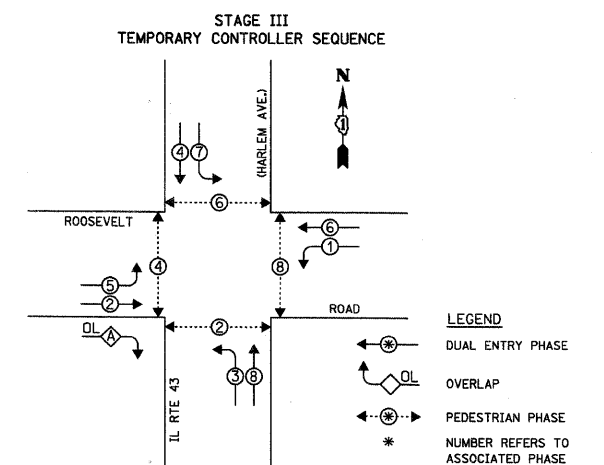 STAGE III
TEMPORARY CONTROLLER SEQUENCE
N
1
(HARLEM AVE.)
4 7
6
ROOSEVELT
6
1
4
8
5
2
ROAD
OL
A
2
3 8
IL RTE 43
LEGEND
* DUAL ENTRY PHASE
OL OVERLAP
* PEDESTRIAN PHASE
* NUMBER REFERS TO
ASSOCIATED PHASE